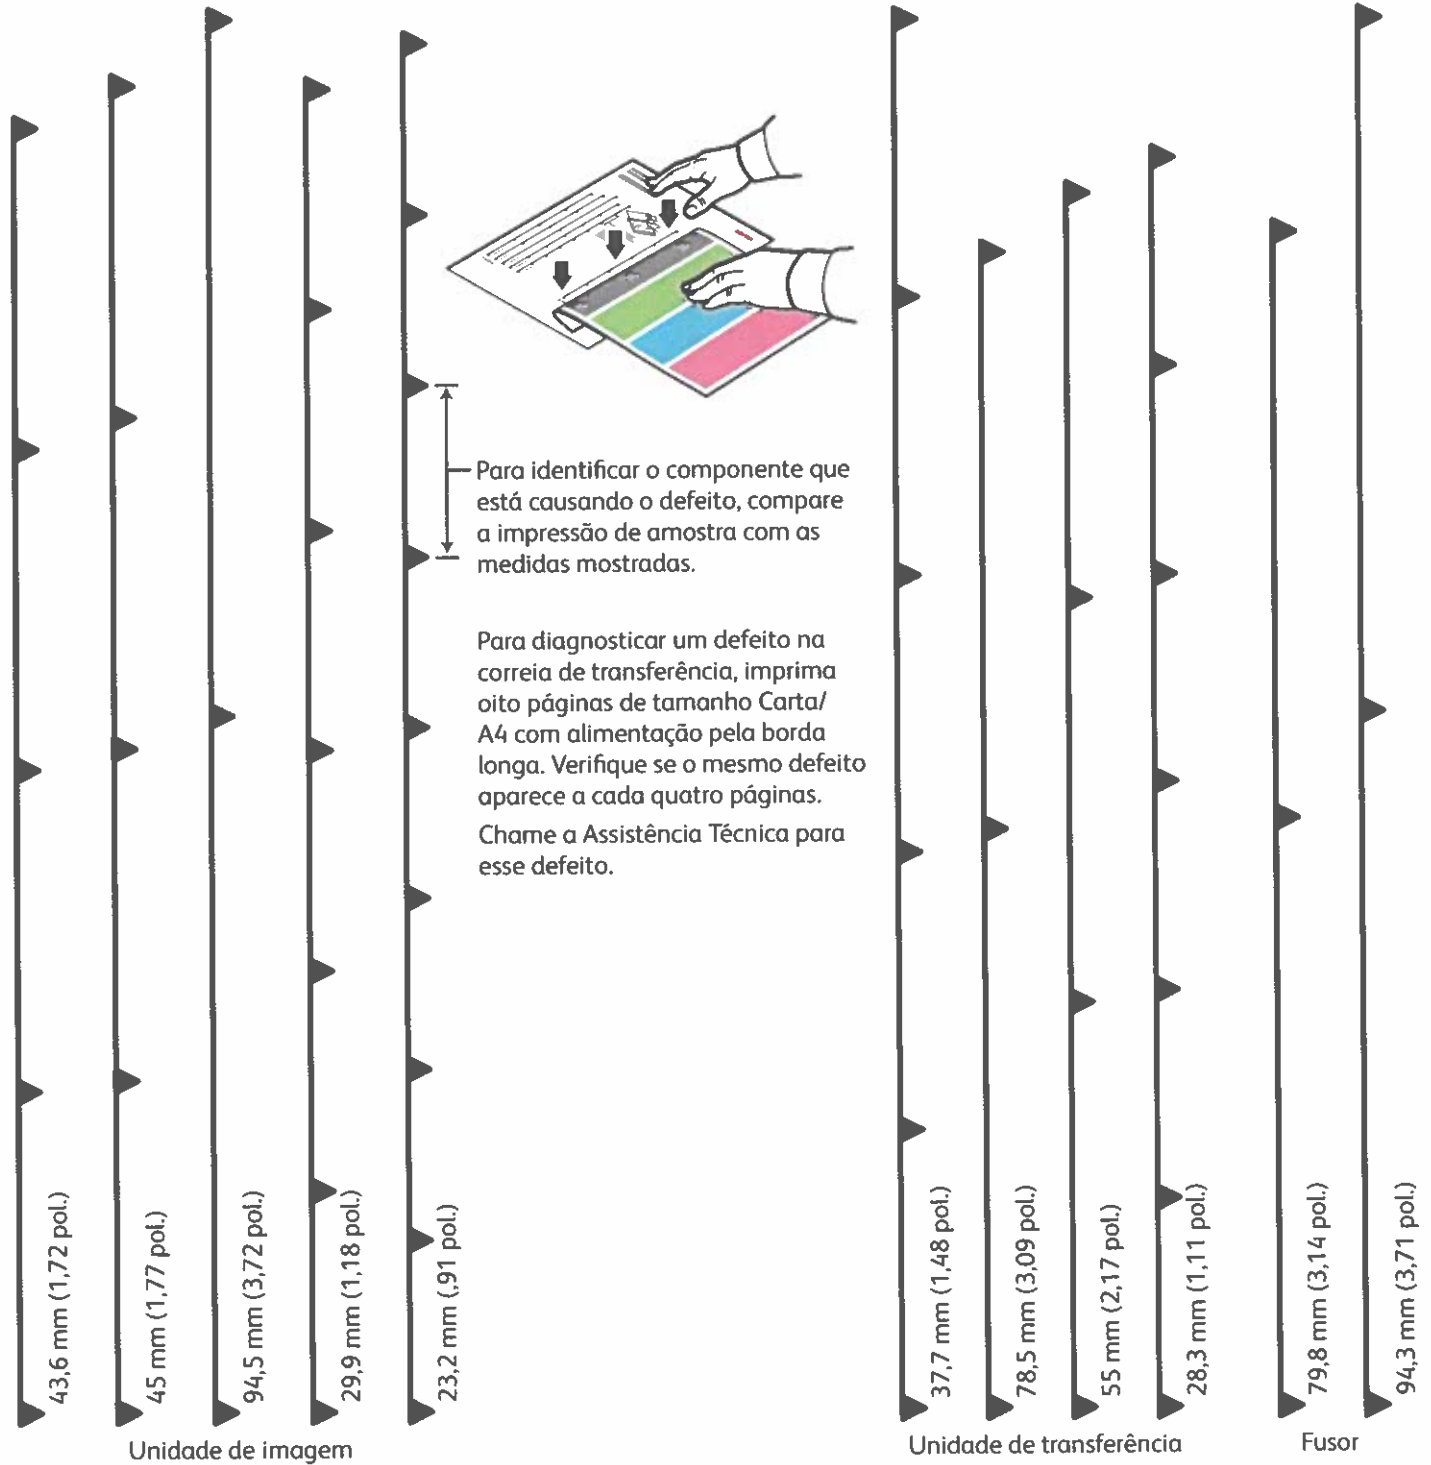 Para identificar o componente que
está causando o defeito, compare
a impressão de amostra com as
medidas mostradas.
Para diagnosticar um defeito na
correia de transferência, imprima
oito páginas de tamanho Carta/
A4 com alimentação pela borda
longa. Verifique se o mesmo defeito
aparece a cada quatro páginas.
Chame a Assistência Técnica para
esse defeito.
43,6 mm (1,72 pol.)
45 mm (1,77 pol.)
94,5 mm (3,72 pol.)
29,9 mm (1,18 pol.)
23,2 mm (,91 pol.)
37,7 mm (1,48 pol.)
78,5 mm (3,09 pol.)
55 mm (2,17 pol.)
28,3 mm (1,11 pol.)
79,8 mm (3,14 pol.)
94,3 mm (3,71 pol.)
Unidade de imagem
Unidade de transferência
Fusor